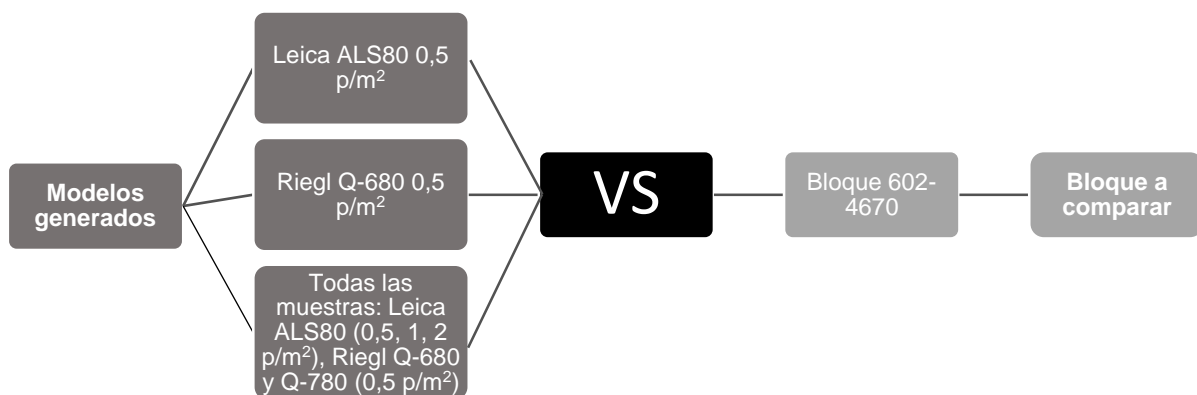 Leica ALS80 0,5
p/m²
Modelos
generados
Riegl Q-680 0,5
p/m²
Todas las
muestras: Leica
ALS80 (0,5, 1, 2
p/m²), Riegl Q-680
y Q-780 (0,5 p/m²)
VS
Bloque 602-
4670
Bloque a
comparar